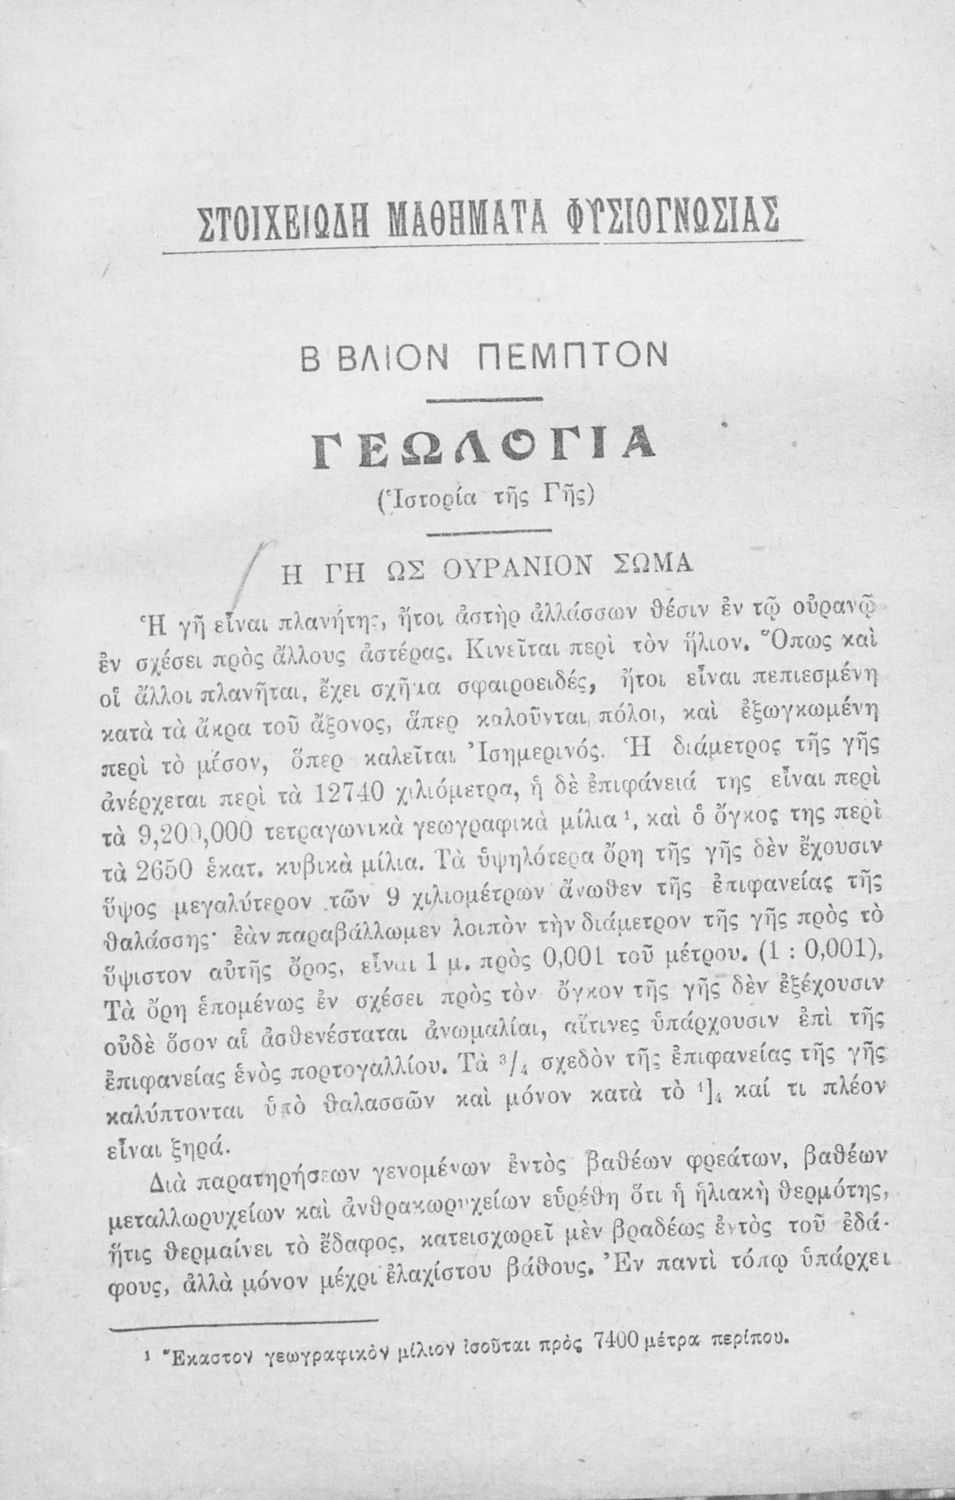 ΣΤΟΙΧΕΙΩΔΗ ΜΑΘΗΜΑΤΑ ΦΥΣΙΟΓΝΩΣΙΑΣ
ΒΙΒΛΙΟΝ ΠΕΜΠΤΟΝ
ΓΕΩΛΟΓΙΑ
(Ἱστορία τῆς Γῆς)
Η ΓΗ ΩΣ ΟΥΡΑΝΙΟΝ ΣΩΜΑ
Ἡ γῆ εἶναι πλανήτης, ἤτοι ἀστὴρ ἀλλάσσων θέσιν ἐν τῷ οὐρανῷ
ἐν σχέσει πρὸς ἄλλους ἀστέρας. Κινεῖται περὶ τὸν ἥλιον. Ὅπως καὶ
οἱ ἄλλοι πλανῆται, ἔχει σχῆμα σφαιροειδές, ἤτοι εἶναι πεπιεσμένη
κατὰ τὰ ἄκρα τοῦ ἄξονος, ἅπερ καλοῦνται πόλοι, καὶ ἐξωγκωμένη
περὶ τὸ μέσον, ὅπερ καλεῖται Ἰσημερινός. Ἡ διάμετρος τῆς γῆς
ἀνέρχεται περὶ τὰ 12740 χιλιόμετρα, ἡ δὲ ἐπιφάνειά της εἶναι περὶ
τὰ 9,200,000 τετραγωνικὰ γεωγραφικὰ μίλια ¹, καὶ ὁ ὄγκος της περὶ
τὰ 2650 ἑκατ. κυβικὰ μίλια. Τὰ ὑψηλότερα ὄρη τῆς γῆς δὲν ἔχουσιν
ὕψος μεγαλύτερον τῶν 9 χιλιομέτρων ἄνωθεν τῆς ἐπιφανείας τῆς
θαλάσσης· ἐὰν παραβάλλωμεν λοιπὸν τὴν διάμετρον τῆς γῆς πρὸς τὸ
ὕψιστον αὐτῆς ὄρος, εἶναι 1 μ. πρὸς 0,001 τοῦ μέτρου. (1 : 0,001),
Τὰ ὄρη ἑπομένως ἐν σχέσει πρὸς τὸν ὄγκον τῆς γῆς δὲν ἐξέχουσιν
οὐδὲ ὅσον αἱ ἀσθενέσταται ἀνωμαλίαι, αἵτινες ὑπάρχουσιν ἐπὶ τῆς
ἐπιφανείας ἑνὸς πορτογαλλίου. Τὰ ³/₄ σχεδὸν τῆς ἐπιφανείας τῆς γῆς
καλύπτονται ὑπὸ θαλασσῶν καὶ μόνον κατὰ τὸ ¹]₄ καί τι πλέον
εἶναι ξηρά.
Διὰ παρατηρήσεων γενομένων ἐντὸς βαθέων φρεάτων, βαθέων
μεταλλωρυχείων καὶ ἀνθρακωρυχείων εὑρέθη ὅτι ἡ ἡλιακὴ θερμότης,
ἥτις θερμαίνει τὸ ἔδαφος, κατεισχωρεῖ μὲν βραδέως ἐντὸς τοῦ ἐδά-
φους, ἀλλὰ μόνον μέχρι ἐλαχίστου βάθους. Ἐν παντὶ τόπῳ ὑπάρχει
¹ Ἕκαστον γεωγραφικὸν μίλιον ἰσοῦται πρὸς 7400 μέτρα περίπου.